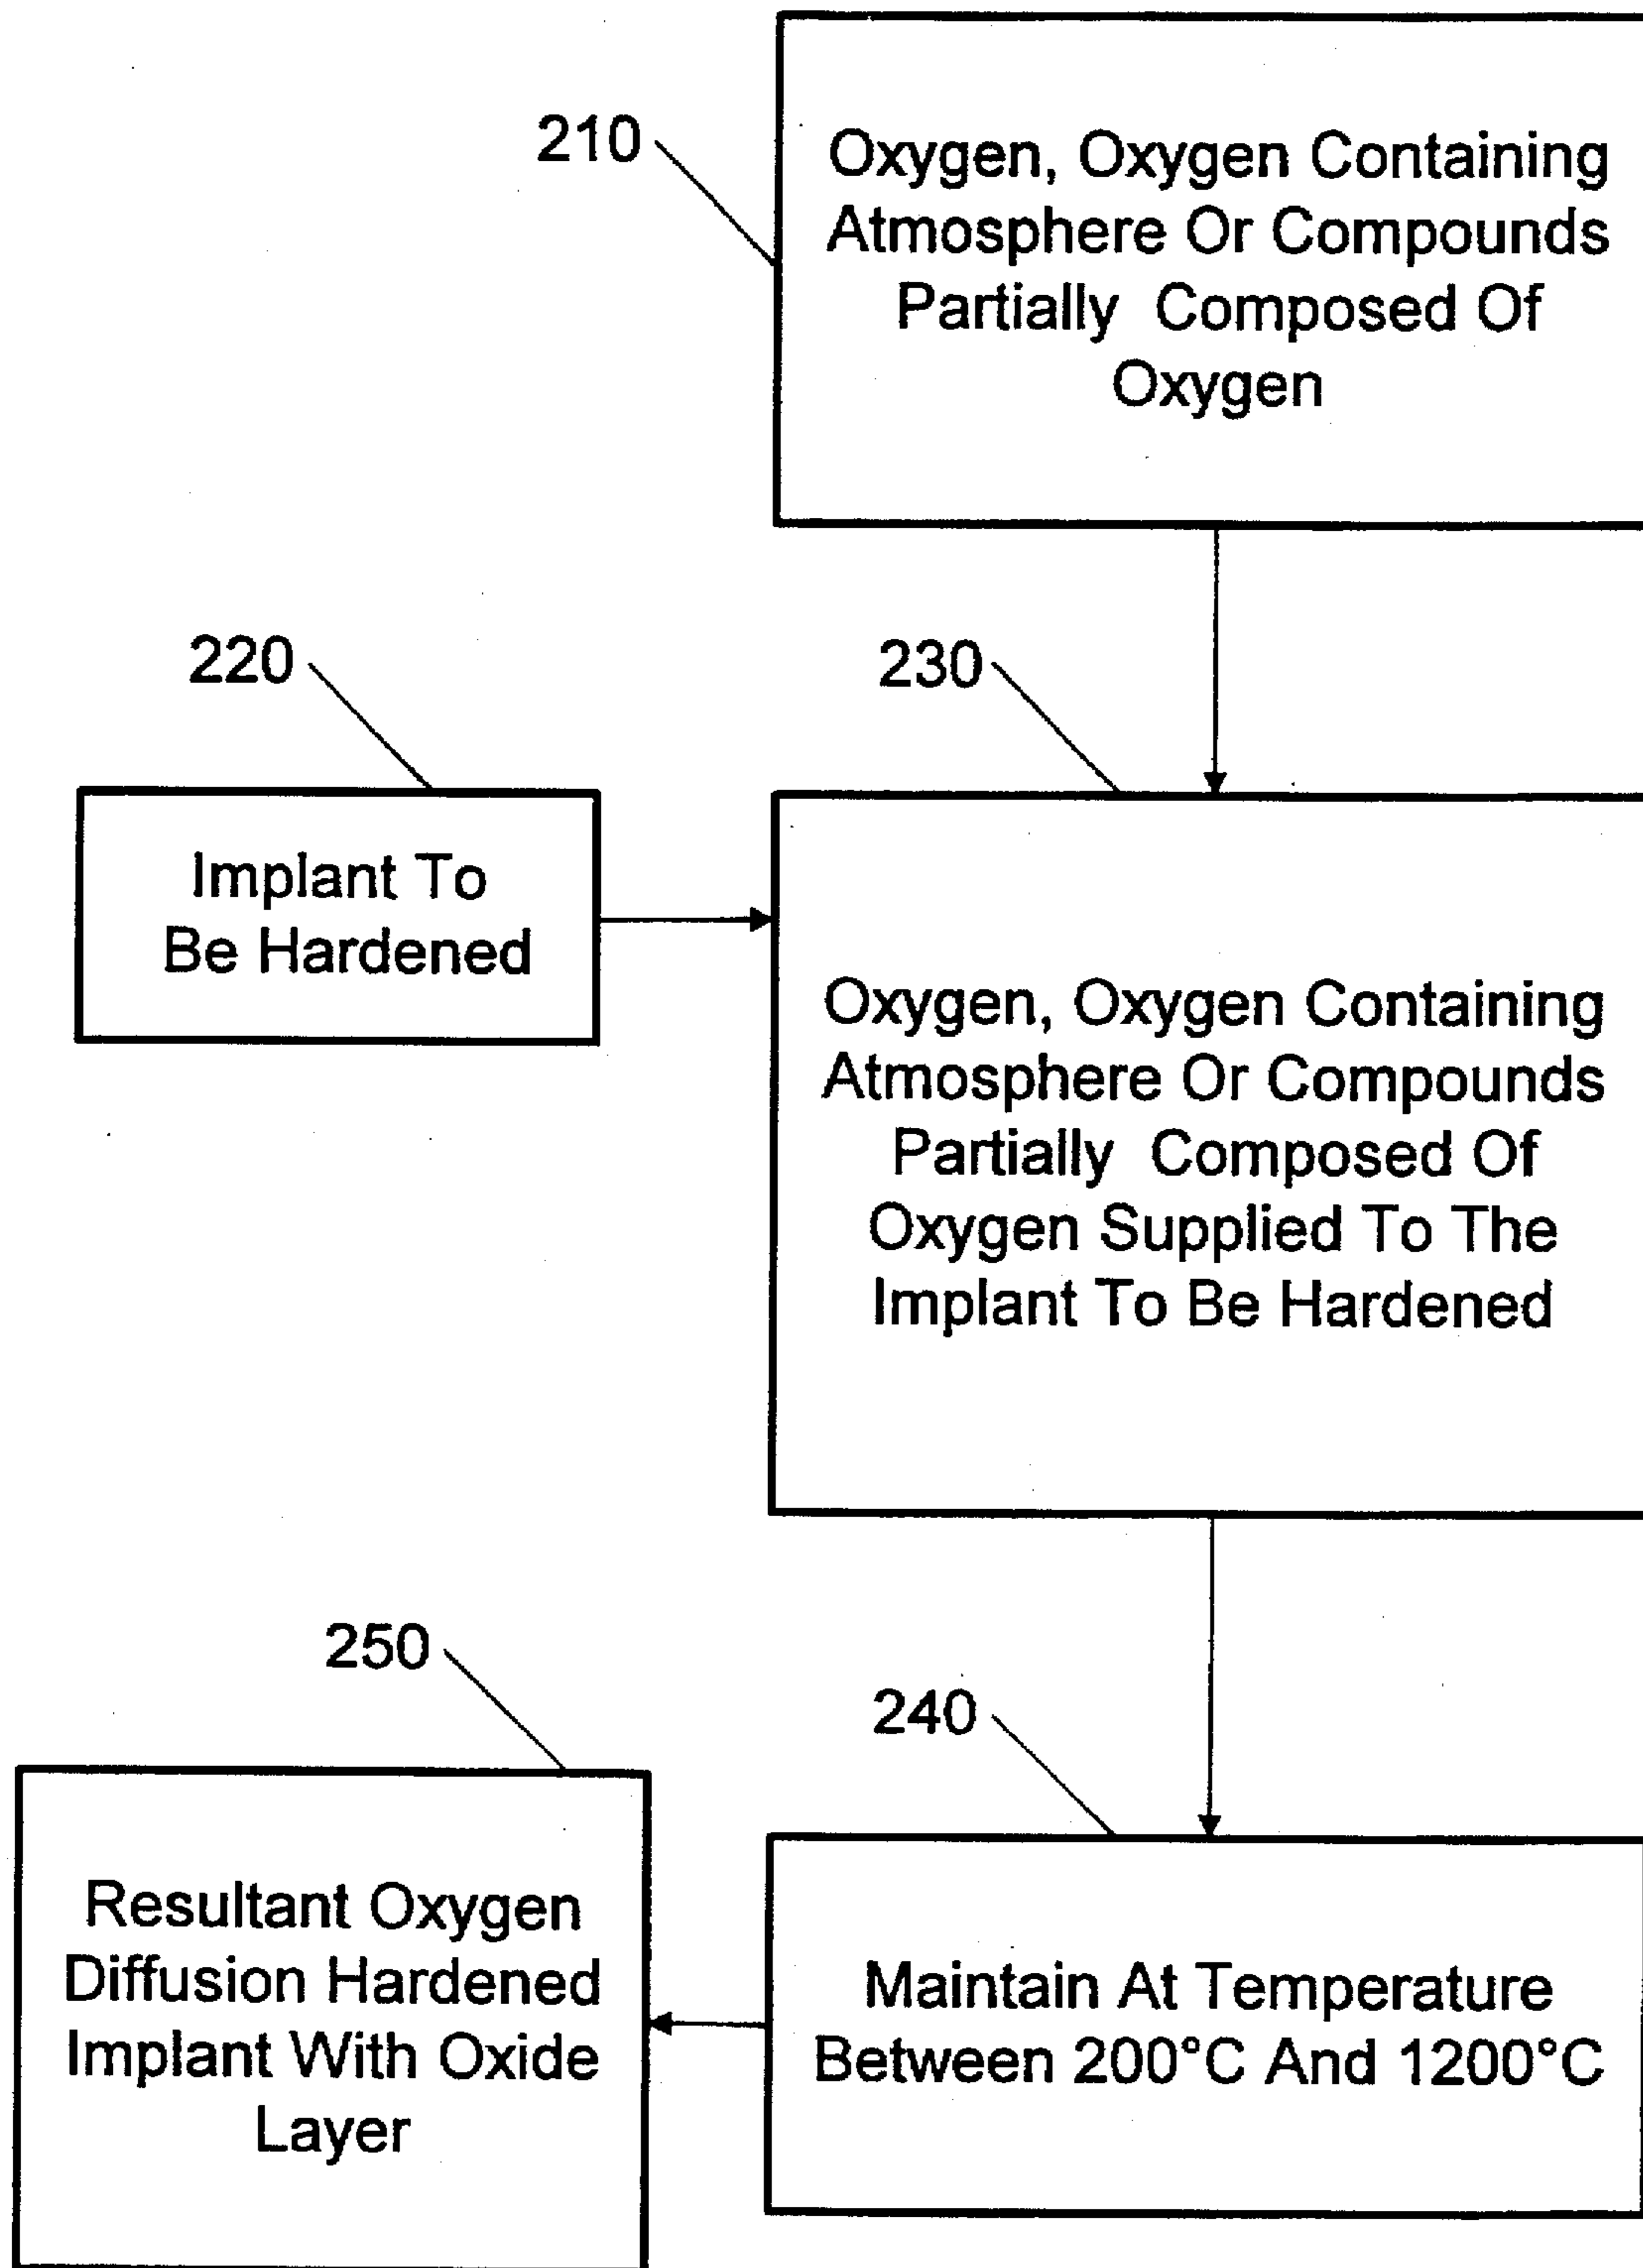 210
Oxygen, Oxygen Containing
Atmosphere Or Compounds
Partially Composed Of
Oxygen
220
Implant To
Be Hardened
230
Oxygen, Oxygen Containing
Atmosphere Or Compounds
Partially Composed Of
Oxygen Supplied To The
Implant To Be Hardened
240
Maintain At Temperature
Between 200°C And 1200°C
250
Resultant Oxygen
Diffusion Hardened
Implant With Oxide
Layer